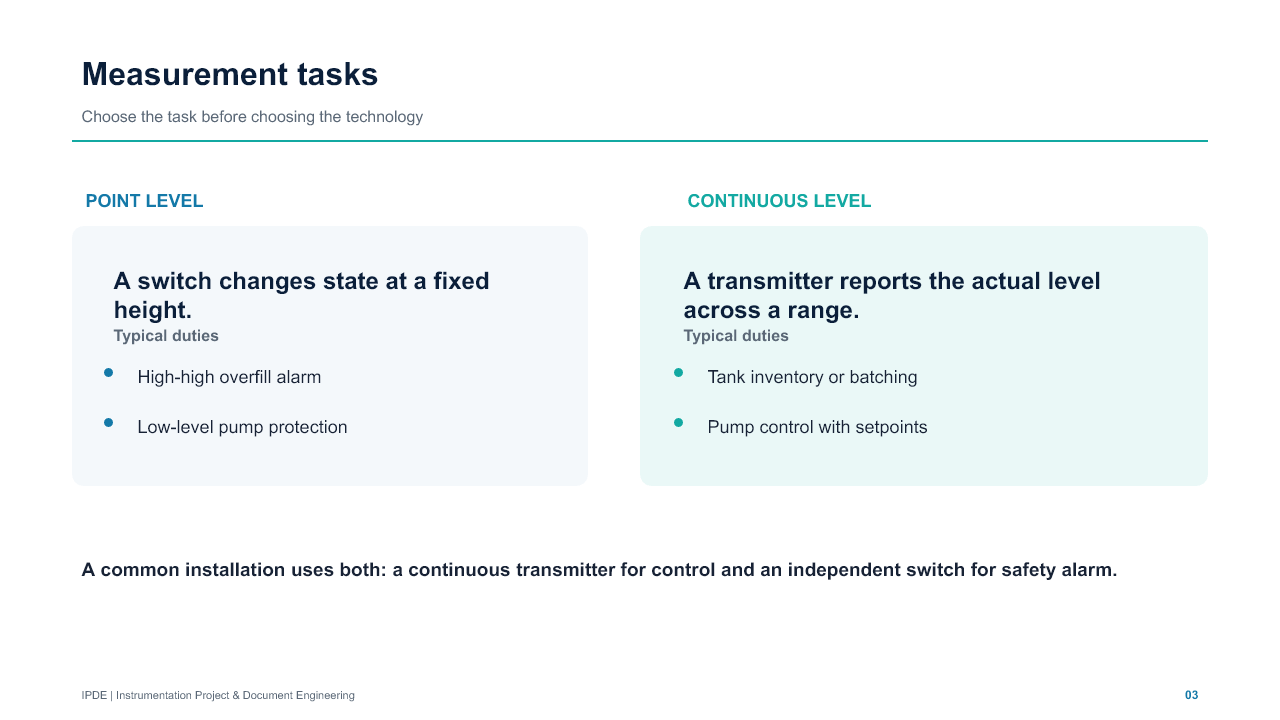 Measurement tasks
Choose the task before choosing the technology
POINT LEVEL
A switch changes state at a fixed
height.
Typical duties
High-high overfill alarm
Low-level pump protection
CONTINUOUS LEVEL
A transmitter reports the actual level
across a range.
Typical duties
Tank inventory or batching
Pump control with setpoints
A common installation uses both: a continuous transmitter for control and an independent switch for safety alarm.
IPDE | Instrumentation Project & Document Engineering
03